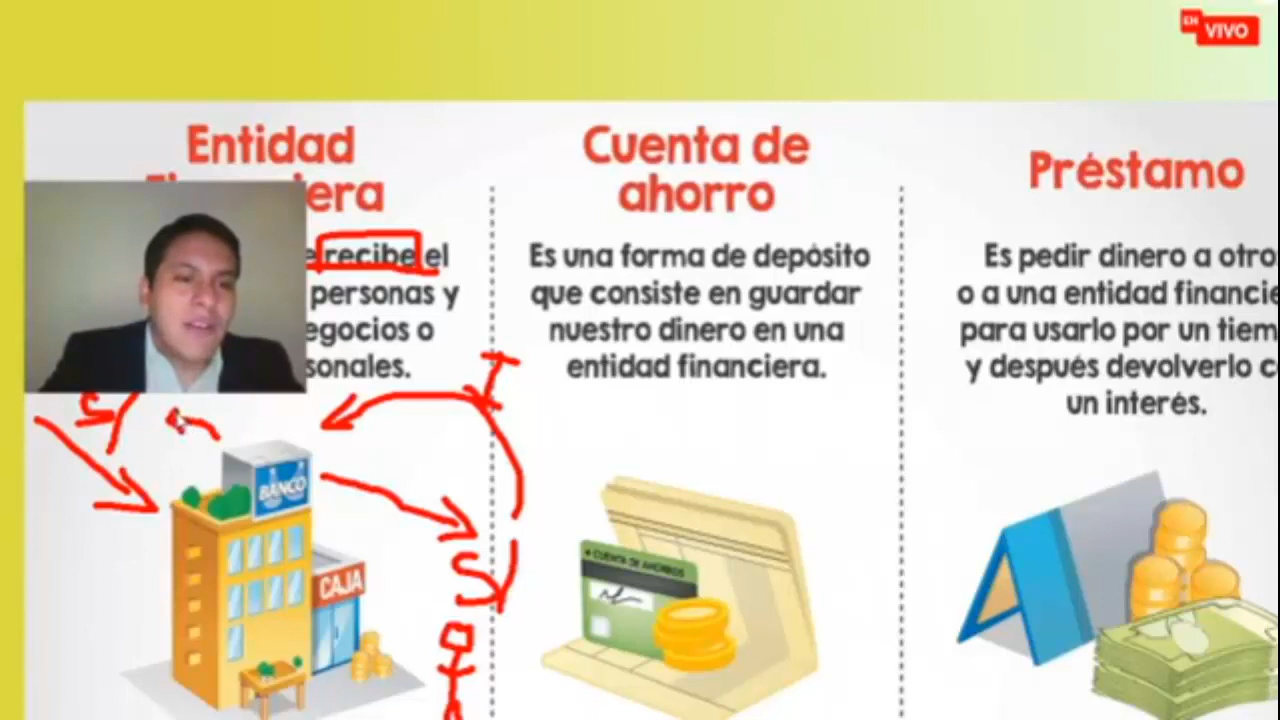 EN VIVO
Entidad
era
recibe el
personas y
egocios o
sonales.
BANCO
CAJA
Cuenta de
ahorro
Es una forma de depósito
que consiste en guardar
nuestro dinero en una
entidad financiera.
CUENTA DE AHORROS
Préstamo
Es pedir dinero a otro
o a una entidad financie
para usarlo por un tiem
y después devolverlo c
un interés.